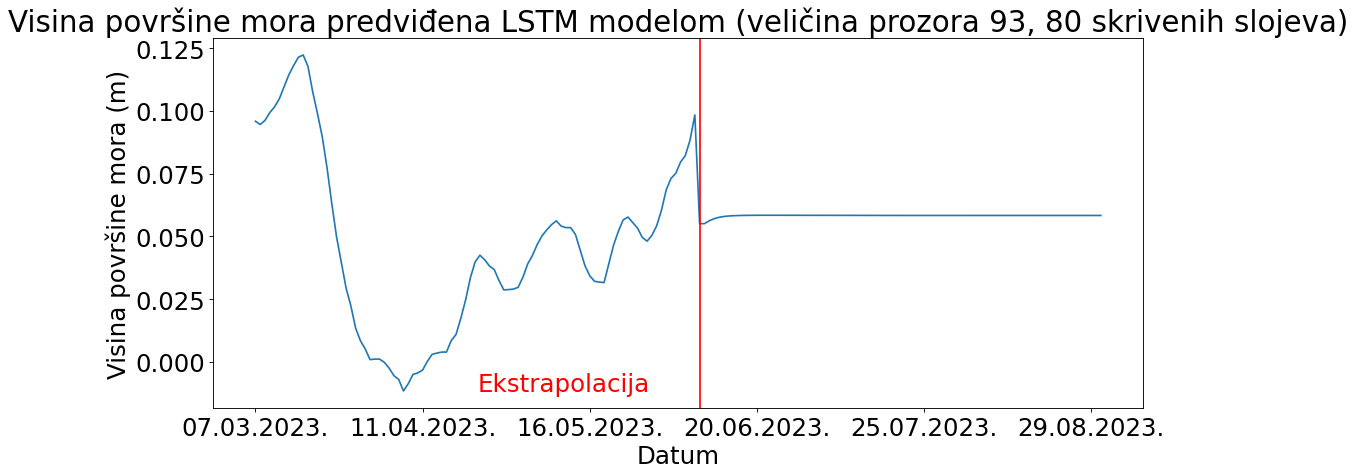 Visina površine mora predviđena LSTM modelom (veličina prozora 93, 80 skrivenih slojeva)
Visina površine mora (m)
0.125
0.100
0.075
0.050
0.025
0.000
Ekstrapolacija
07.03.2023. 11.04.2023. 16.05.2023. 20.06.2023. 25.07.2023. 29.08.2023.
Datum